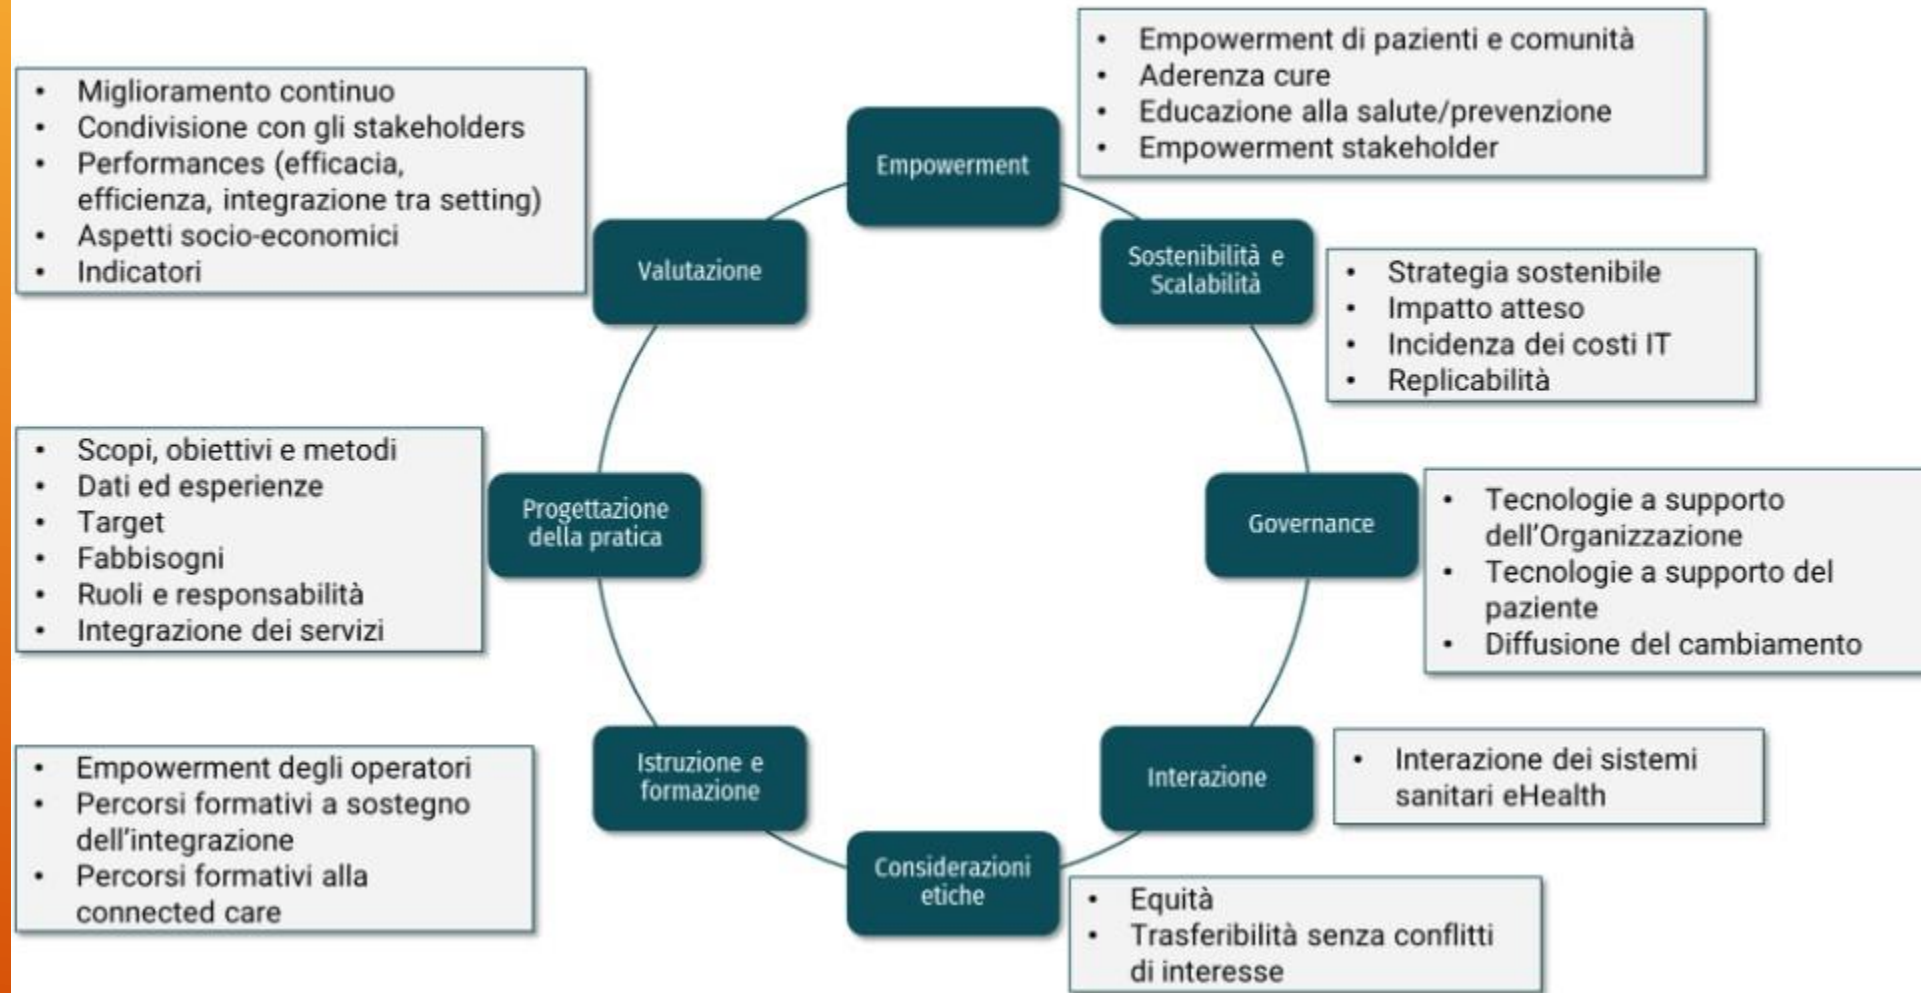 Empowerment
• Empowerment di pazienti e comunità
• Aderenza cure
• Educazione alla salute/prevenzione
• Empowerment stakeholder
Sostenibilità e
Scalabilità
• Strategia sostenibile
• Impatto atteso
• Incidenza dei costi IT
• Replicabilità
Governance
• Tecnologie a supporto
dell'Organizzazione
• Tecnologie a supporto del
paziente
• Diffusione del cambiamento
Interazione
• Interazione dei sistemi
sanitari eHealth
Considerazioni
etiche
• Equità
• Trasferibilità senza conflitti
di interesse
Istruzione e
formazione
• Empowerment degli operatori
• Percorsi formativi a sostegno
dell'integrazione
• Percorsi formativi alla
connected care
Progettazione
della pratica
• Scopi, obiettivi e metodi
• Dati ed esperienze
• Target
• Fabbisogni
• Ruoli e responsabilità
• Integrazione dei servizi
Valutazione
• Miglioramento continuo
• Condivisione con gli stakeholders
• Performances (efficacia,
efficienza, integrazione tra setting)
• Aspetti socio-economici
• Indicatori